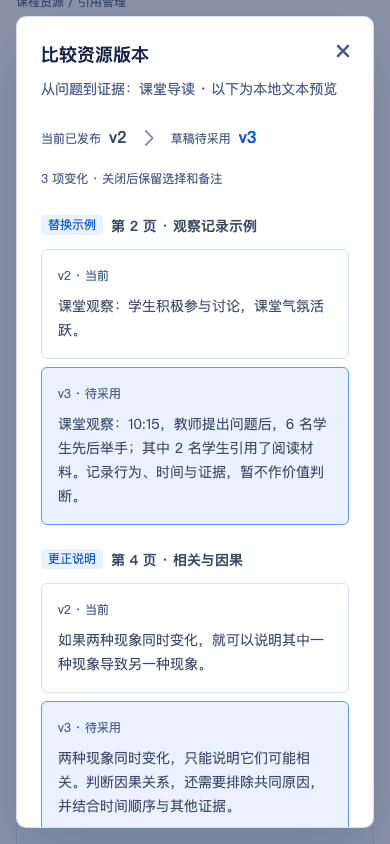 课程资源 / 引用管理
比较资源版本
从问题到证据：课堂导读 · 以下为本地文本预览
当前已发布 v2 > 草稿待采用 v3
3 项变化 · 关闭后保留选择和备注
替换示例 第 2 页 · 观察记录示例
v2 · 当前
课堂观察：学生积极参与讨论，课堂气氛活
跃。
v3 · 待采用
课堂观察：10:15，教师提出问题后，6 名学
生先后举手；其中 2 名学生引用了阅读材
料。记录行为、时间与证据，暂不作价值判
断。
更正说明 第 4 页 · 相关与因果
v2 · 当前
如果两种现象同时变化，就可以说明其中一
种现象导致另一种现象。
v3 · 待采用
两种现象同时变化，只能说明它们可能相
关。判断因果关系，还需要排除共同原因，
并结合时间顺序与其他证据。